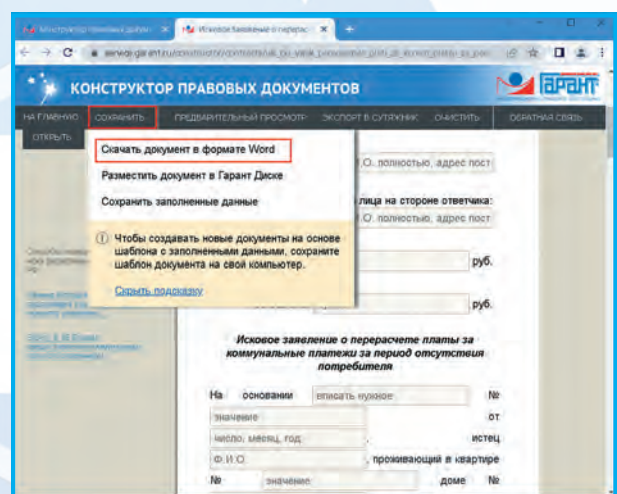 Конструктор правовых докум
Исковое заявление о перерас
КОНСТРУКТОР ПРАВОВЫХ ДОКУМЕНТОВ
ГАРАНТ
НА ГЛАВНУЮ СОХРАНИТЬ ПРЕДВАРИТЕЛЬНЫЙ ПРОСМОТР ЭКСПОРТ В СУТЯЖНИК ОЧИСТИТЬ ОБРАТНАЯ СВЯЗЬ
ОТКРЫТЬ
Скачать документ в формате Word
Разместить документ в Гарант Диске
Сохранить заполненные данные
Чтобы создавать новые документы на основе
шаблона с заполненными данными, сохраните
шаблон документа на свой компьютер.
Скрыть подсказку
.О. полностью, адрес пост
лица на стороне ответчика:
.О. полностью, адрес пост
руб.
руб.
Исковое заявление о перерасчете платы за
коммунальные платежи за период отсутствия
потребителя
На основании вписать нужное №
значение от
число, месяц, год , истец
Ф.И.О. , проживающий в квартире
№ значение доме №